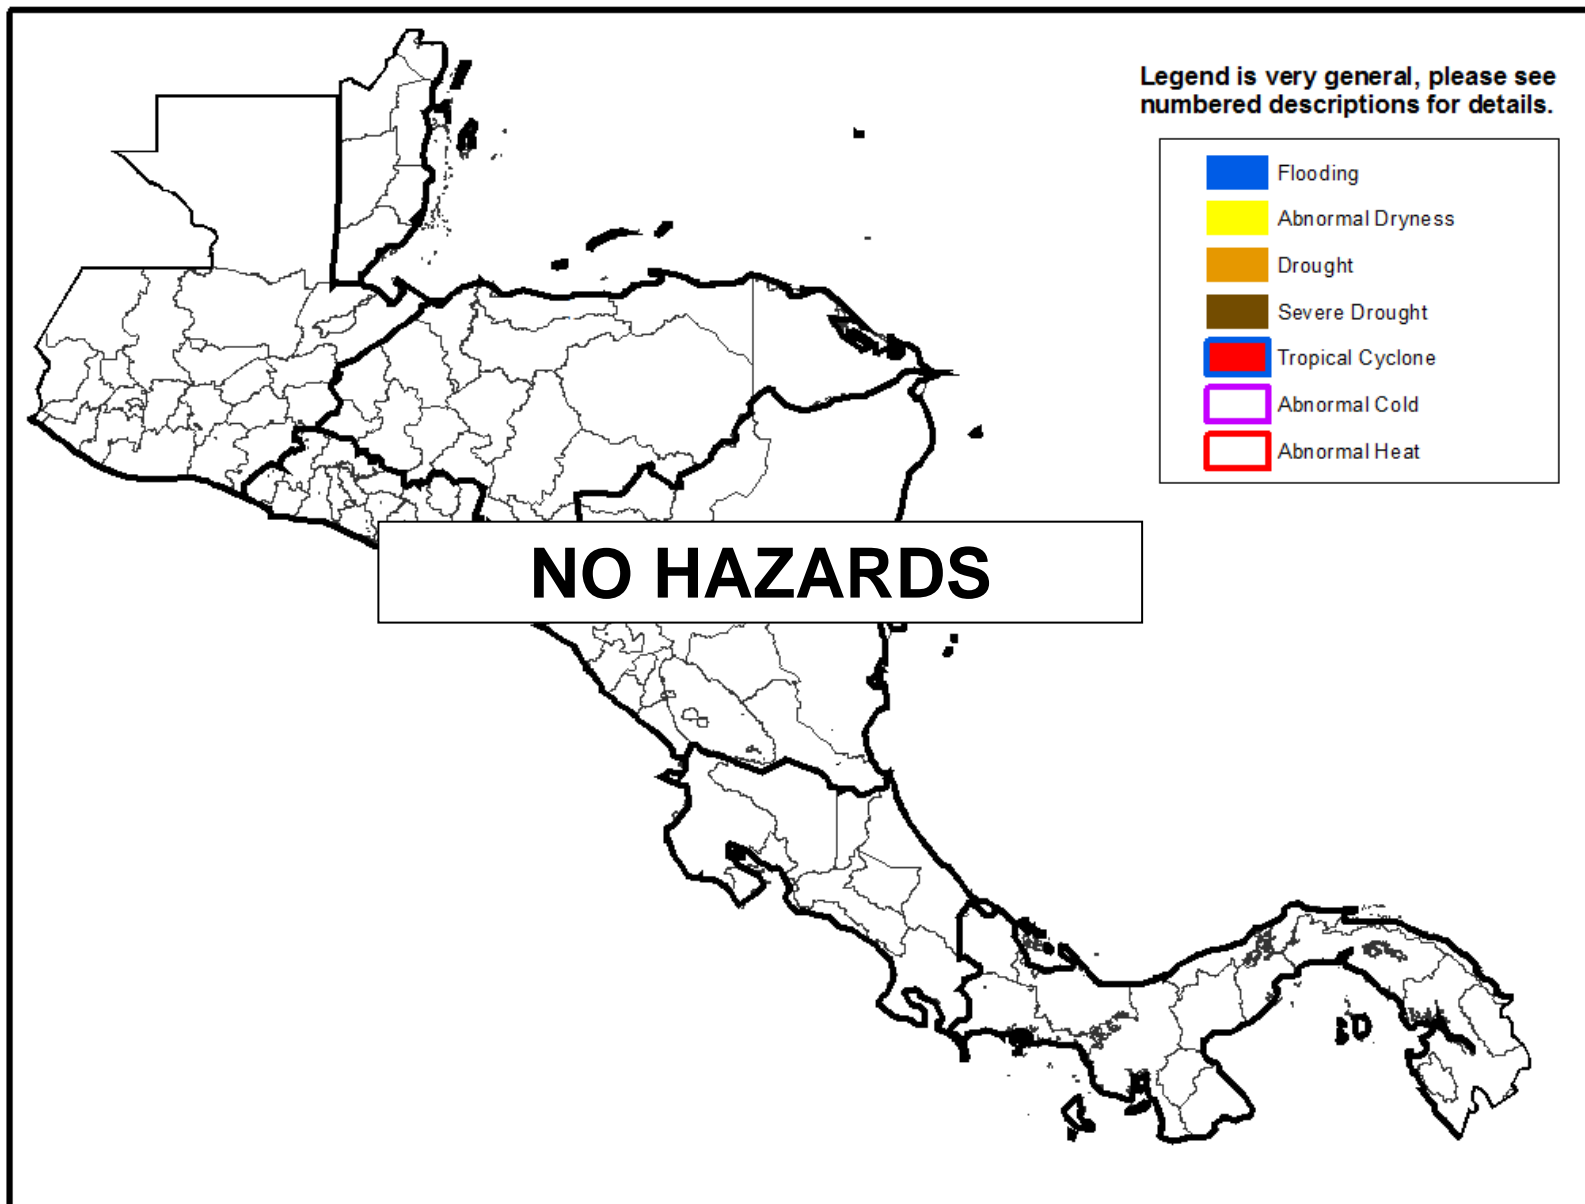 Legend is very general, please see
numbered descriptions for details.
Flooding
Abnormal Dryness
Drought
Severe Drought
Tropical Cyclone
Abnormal Cold
Abnormal Heat
NO HAZARDS